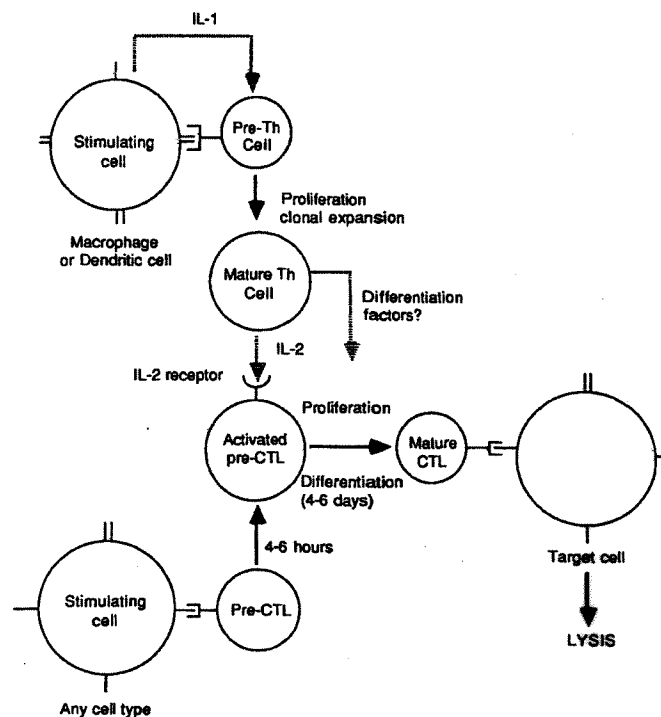 IL-1
Stimulating
cell
Pre-Th
Cell
Macrophage
or Dendritic cell
Proliferation
clonal expansion
Mature Th
Cell
Differentiation
factors?
IL-2
IL-2 receptor
Activated
pre-CTL
Proliferation
Differentiation
(4-6 days)
Mature
CTL
Target cell
LYSIS
4-6 hours
Stimulating
cell
Pre-CTL
Any cell type